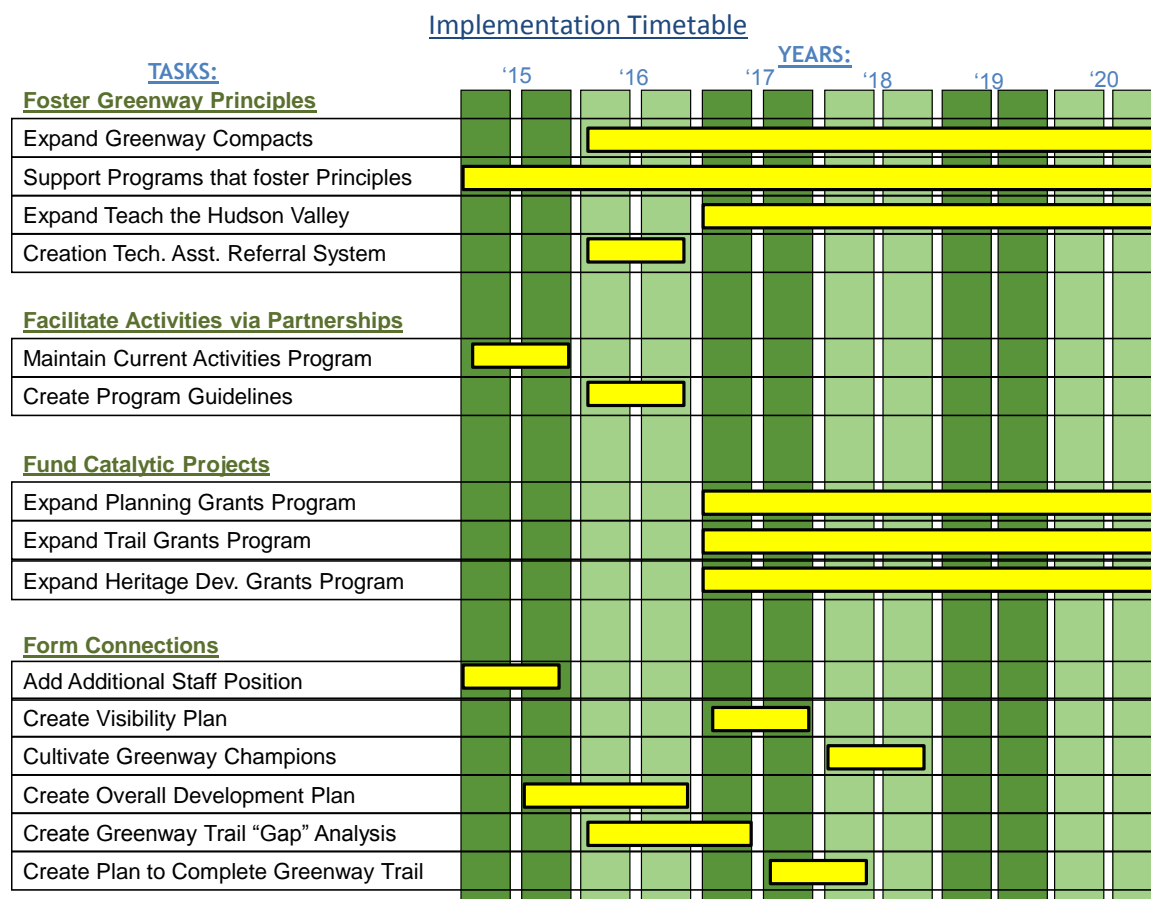 Implementation Timetable
TASKS:
YEARS:
‘15 ‘16 ‘17 ‘18 ‘19 ‘20
Foster Greenway Principles
Expand Greenway Compacts
Support Programs that foster Principles
Expand Teach the Hudson Valley
Creation Tech. Asst. Referral System
Facilitate Activities via Partnerships
Maintain Current Activities Program
Create Program Guidelines
Fund Catalytic Projects
Expand Planning Grants Program
Expand Trail Grants Program
Expand Heritage Dev. Grants Program
Form Connections
Add Additional Staff Position
Create Visibility Plan
Cultivate Greenway Champions
Create Overall Development Plan
Create Greenway Trail “Gap” Analysis
Create Plan to Complete Greenway Trail